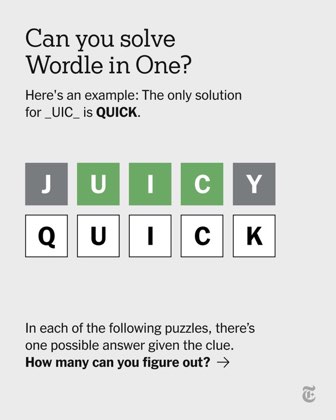 Can you solve
Wordle in One?
Here's an example: The only solution
for _UIC_ is QUICK.
J U I C Y
Q U I C K
In each of the following puzzles, there's
one possible answer given the clue.
How many can you figure out? →
T